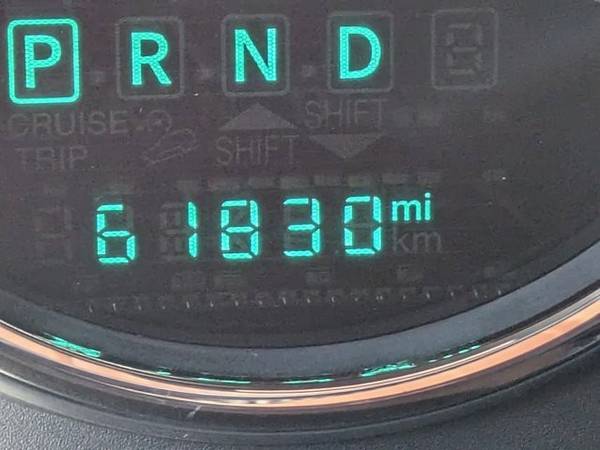 P R N D
CRUISE SHIFT
TRIP SHIFT
61830 mi
km